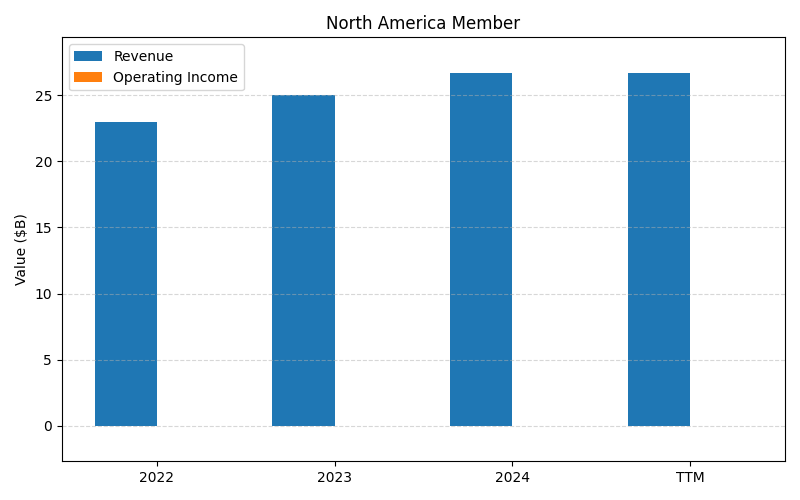 North America Member
Revenue
Operating Income
Value ($B)
25
20
15
10
5
0
2022
2023
2024
TTM